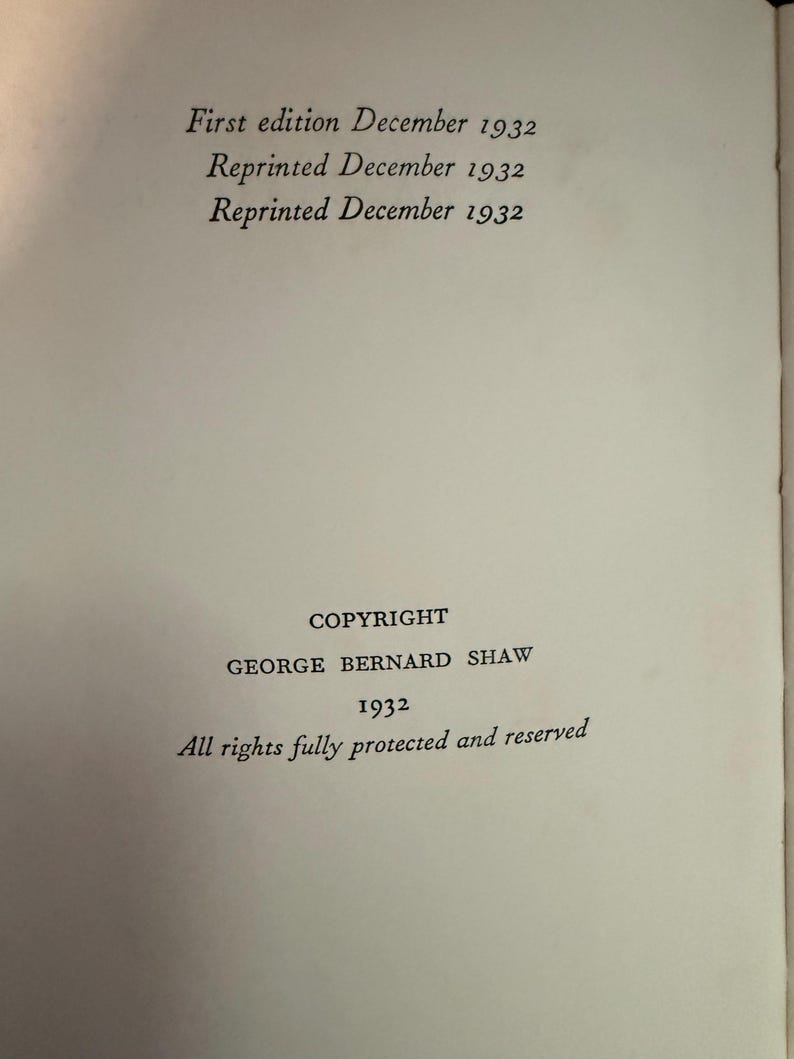 First edition December 1932
Reprinted December 1932
Reprinted December 1932
COPYRIGHT
GEORGE BERNARD SHAW
1932
All rights fully protected and reserved